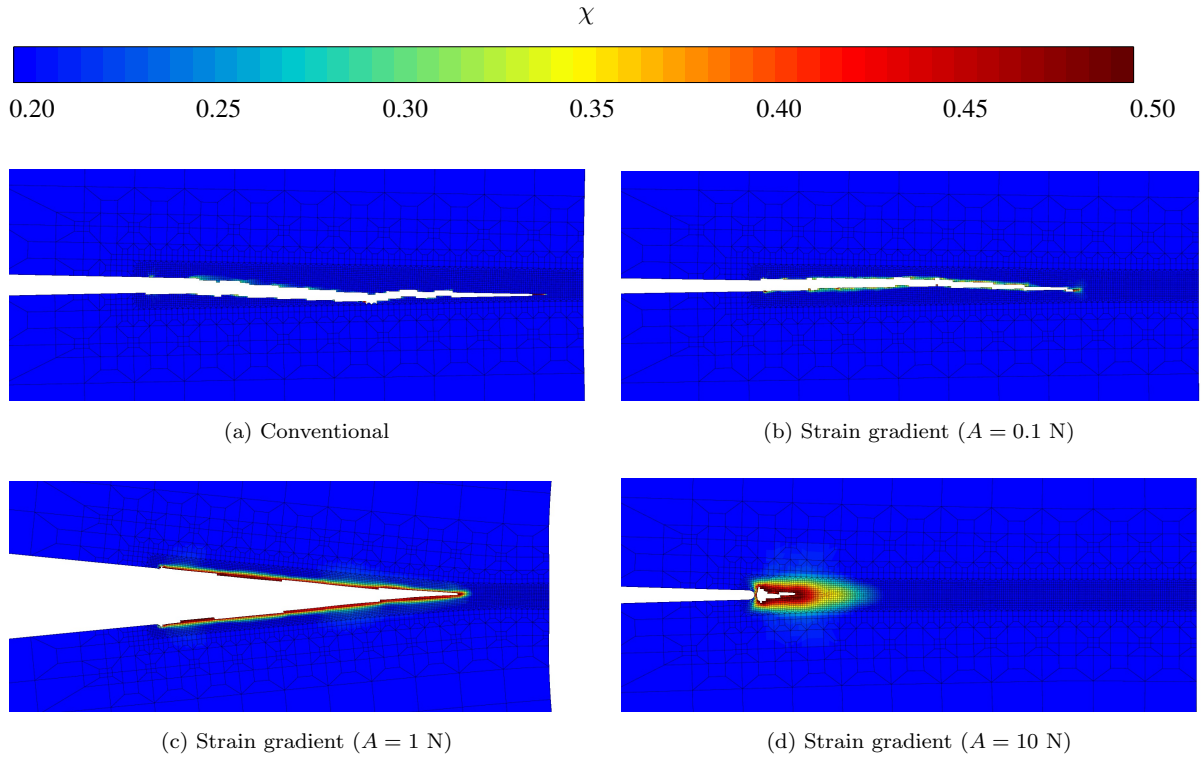 χ
0.20 0.25 0.30 0.35 0.40 0.45 0.50
(a) Conventional
(b) Strain gradient (A = 0.1 N)
(c) Strain gradient (A = 1 N)
(d) Strain gradient (A = 10 N)